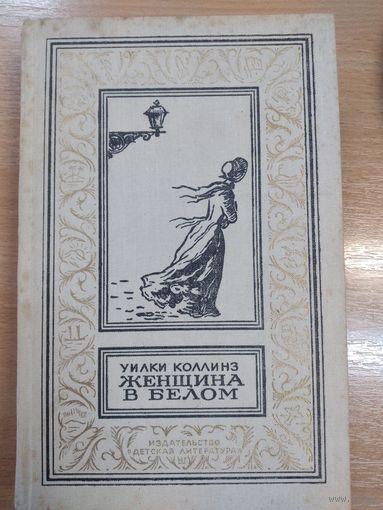 УИЛКИ КОЛЛИНЗ
ЖЕНЩИНА
В БЕЛОМ
ИЗДАТЕЛЬСТВО
«ДЕТСКАЯ ЛИТЕРАТУРА»